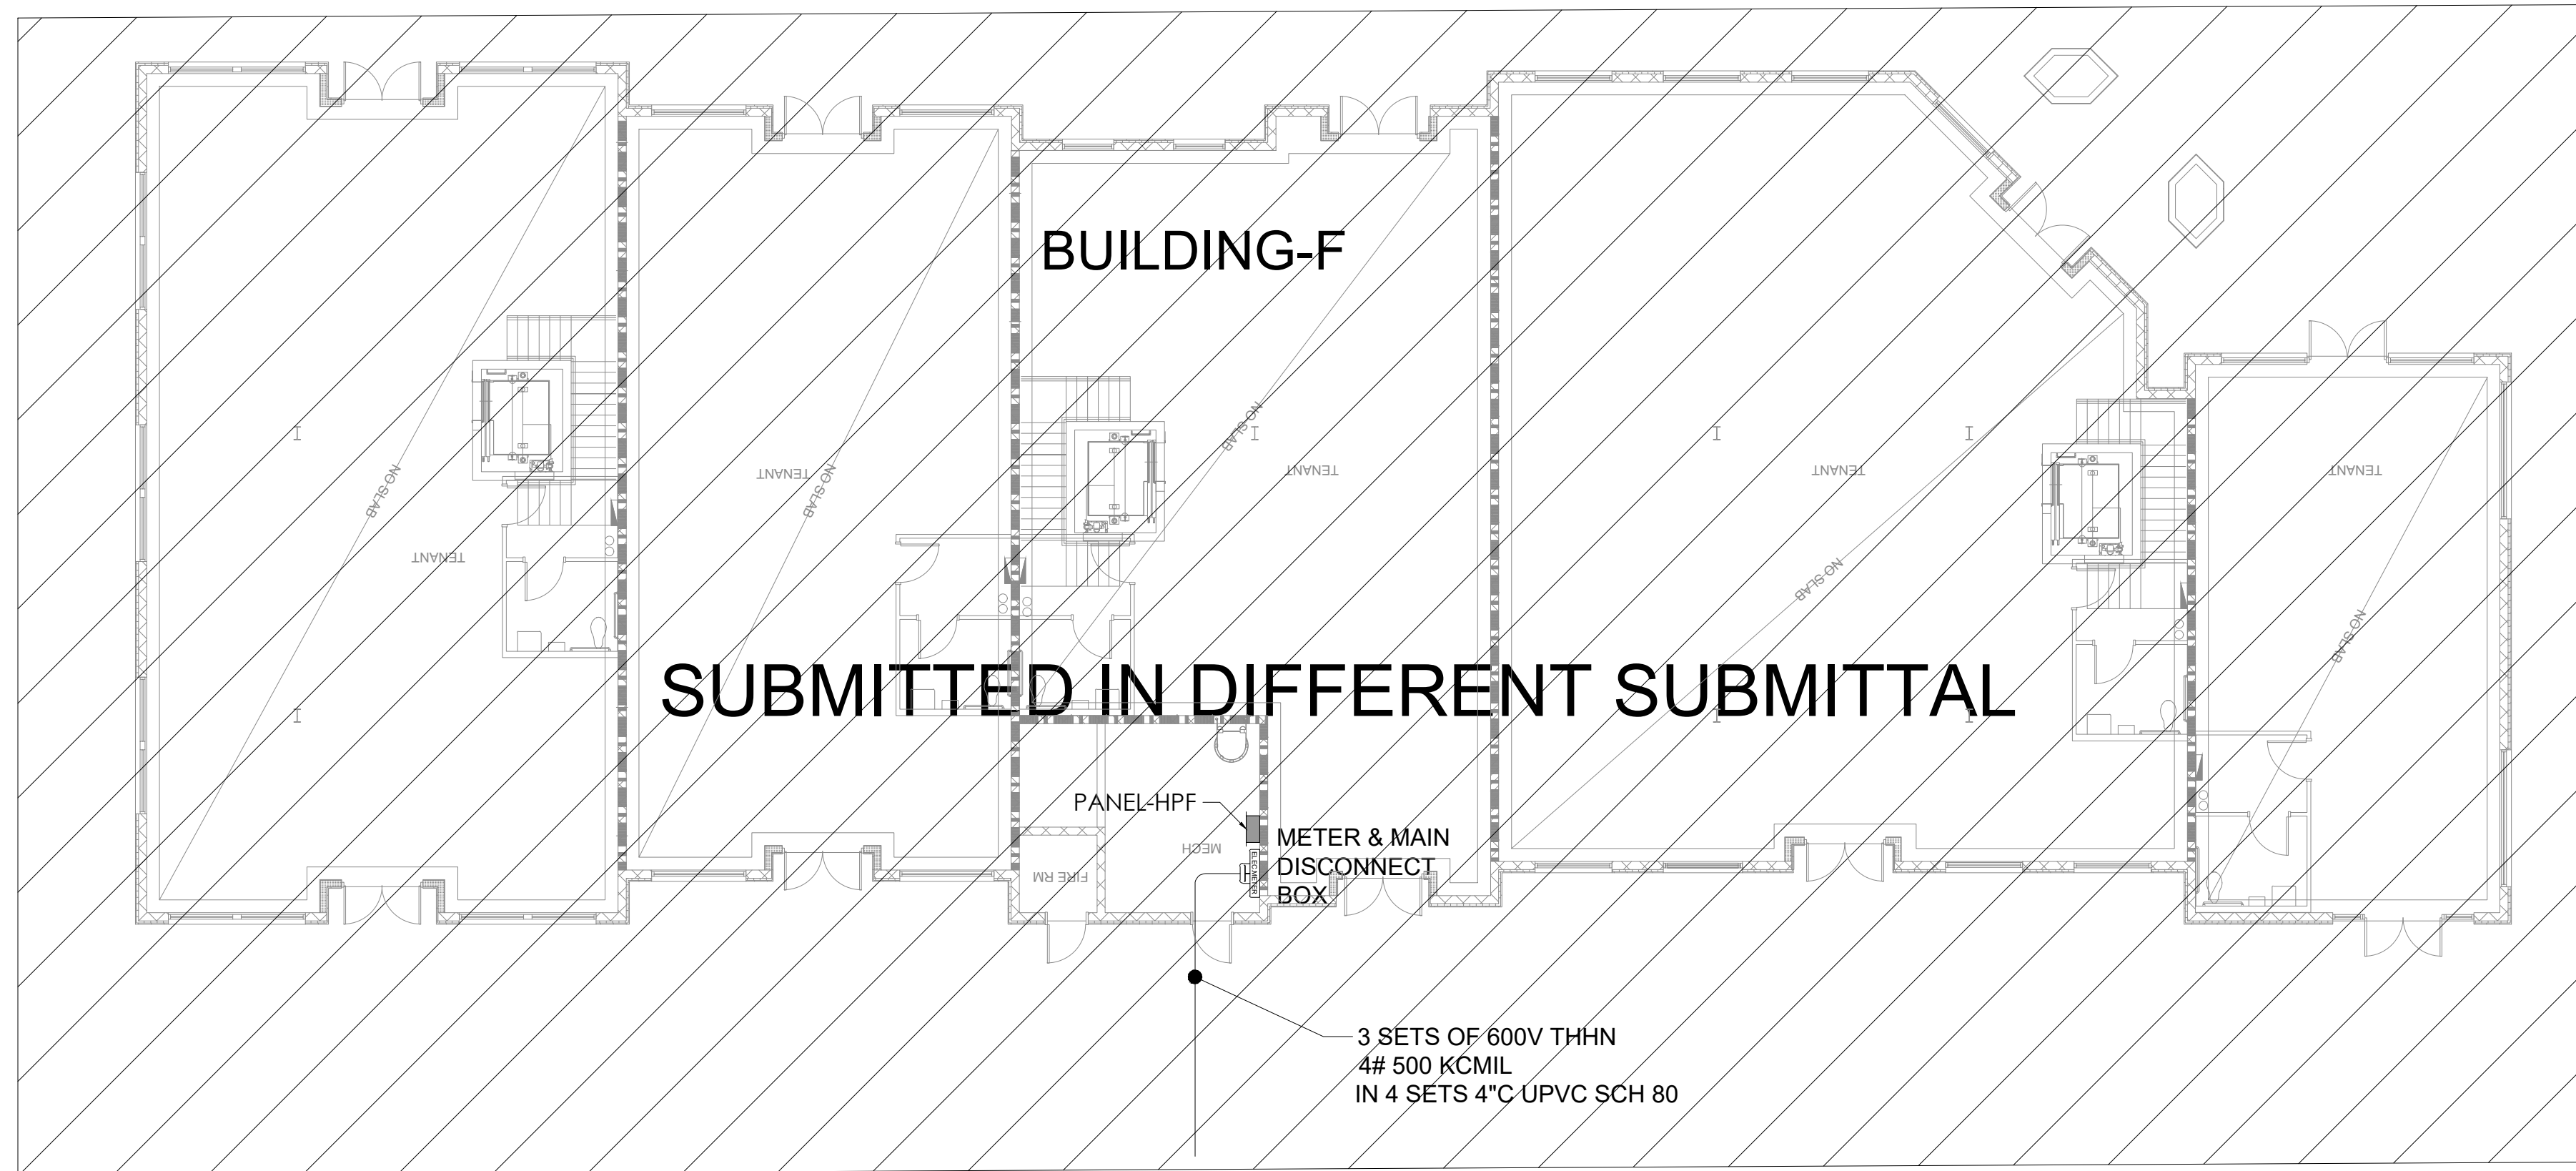 BUILDING-F
NO SLAB
NO SLAB
NO SLAB
TENANT
TENANT
TENANT
TENANT
TENANT
NO SLAB
NO SLAB
SUBMITTED IN DIFFERENT SUBMITTAL
PANEL-HPF
METER & MAIN
DISCONNECT
BOX
MECH
ELEC.METER
FIRE RM
3 SETS OF 600V THHN
4# 500 KCMIL
IN 4 SETS 4"C UPVC SCH 80